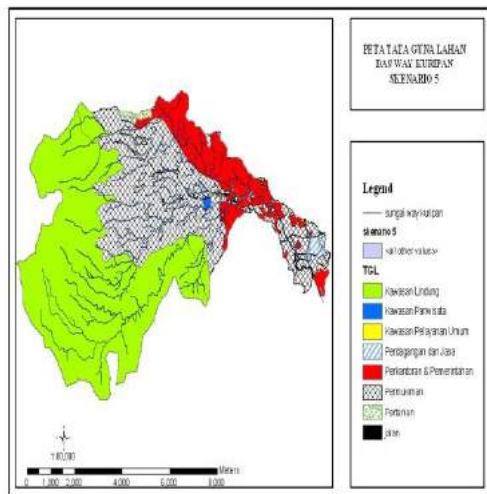 PETA TATA GUNA LAHAN
DAS WAY KURIPAN
SKENARIO 5
Legend
sungai way kuripan
skenario 5
<all other values>
TGL
Kawasan Lindung
Kawasan Pariwisata
Kawasan Pelayanan Umum
Perdagangan dan Jasa
Perkantoran & Pemerintahan
Permukiman
Pertanian
jalan
Meters
0 1,000 2,000 4,000 6,000 8,000